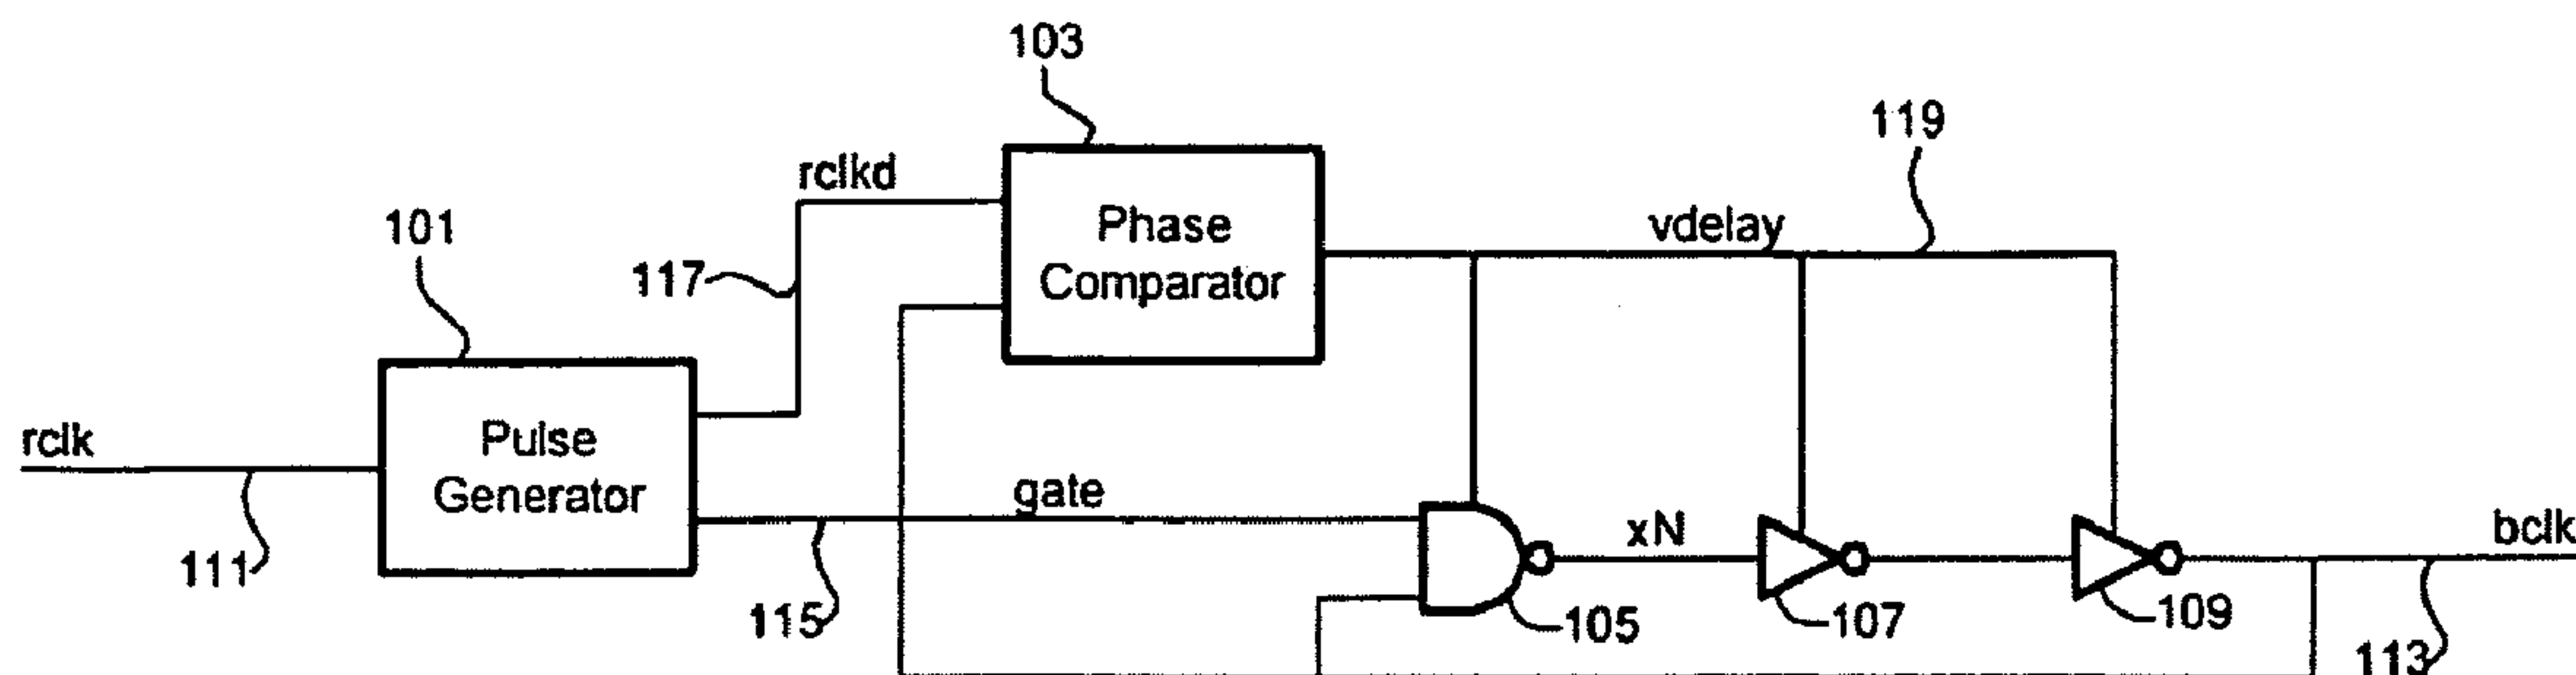 103
119
rclkd
101
Phase
Comparator
vdelay
117
rclk
Pulse
Generator
gate
xN
bclk
111
115
105
107
109
113